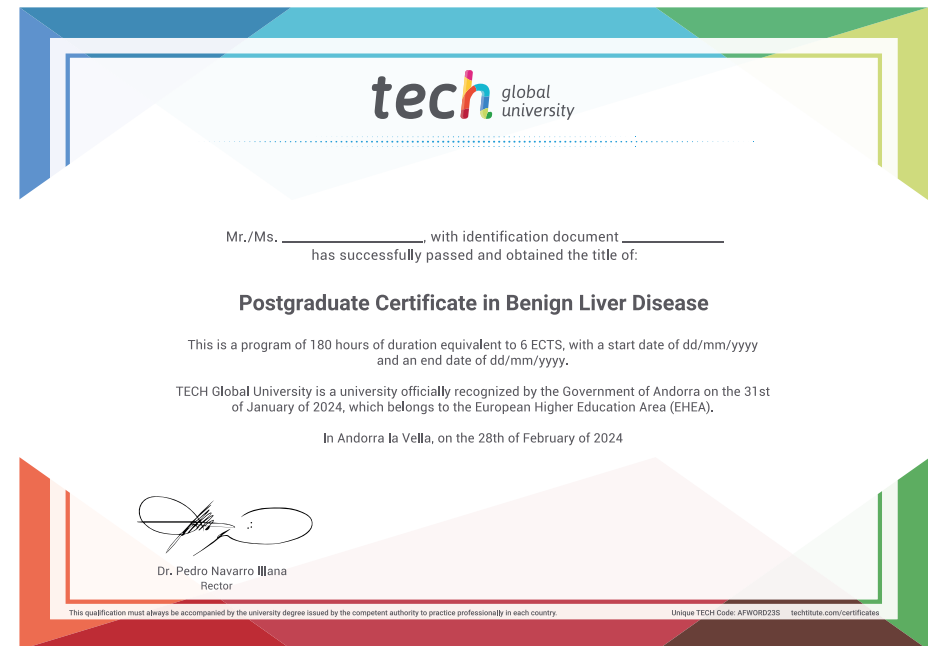 tech global university
Mr./Ms. ____________________, with identification document ______________
has successfully passed and obtained the title of:
Postgraduate Certificate in Benign Liver Disease
This is a program of 180 hours of duration equivalent to 6 ECTS, with a start date of dd/mm/yyyy
and an end date of dd/mm/yyyy.
TECH Global University is a university officially recognized by the Government of Andorra on the 31st
of January of 2024, which belongs to the European Higher Education Area (EHEA).
In Andorra la Vella, on the 28th of February of 2024
Dr. Pedro Navarro Illana
Rector
This qualification must always be accompanied by the university degree issued by the competent authority to practice professionally in each country. Unique TECH Code: AFWORD23S techtitute.com/certificates